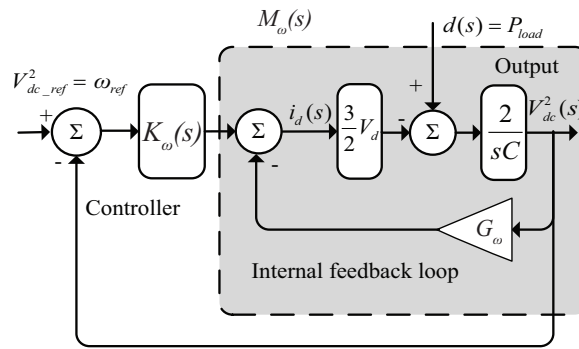 M_ω(s)
d(s) = P_load
V²_dc_ref = ω_ref
Output
V²_dc(s)
+
Σ
-
K_ω(s)
Σ
-
i_d(s)
3/2 V_d
-
+
Σ
2/sC
Controller
G_ω
Internal feedback loop